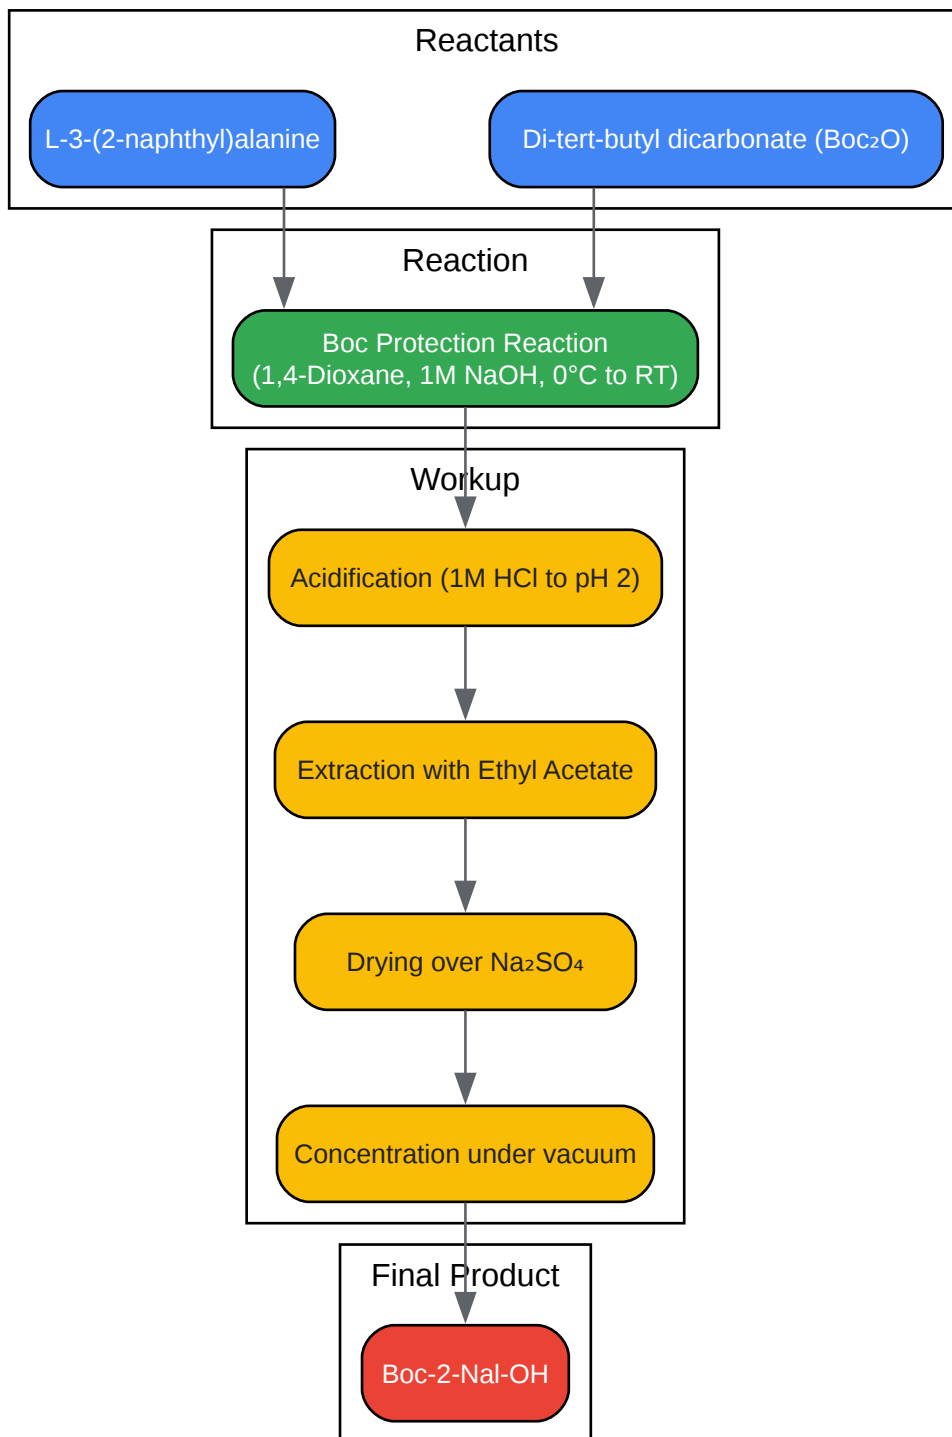 Reactants
L-3-(2-naphthyl)alanine
Di-tert-butyl dicarbonate (Boc₂O)
Reaction
Boc Protection Reaction
(1,4-Dioxane, 1M NaOH, 0°C to RT)
Workup
Acidification (1M HCl to pH 2)
Extraction with Ethyl Acetate
Drying over Na₂SO₄
Concentration under vacuum
Final Product
Boc-2-Nal-OH